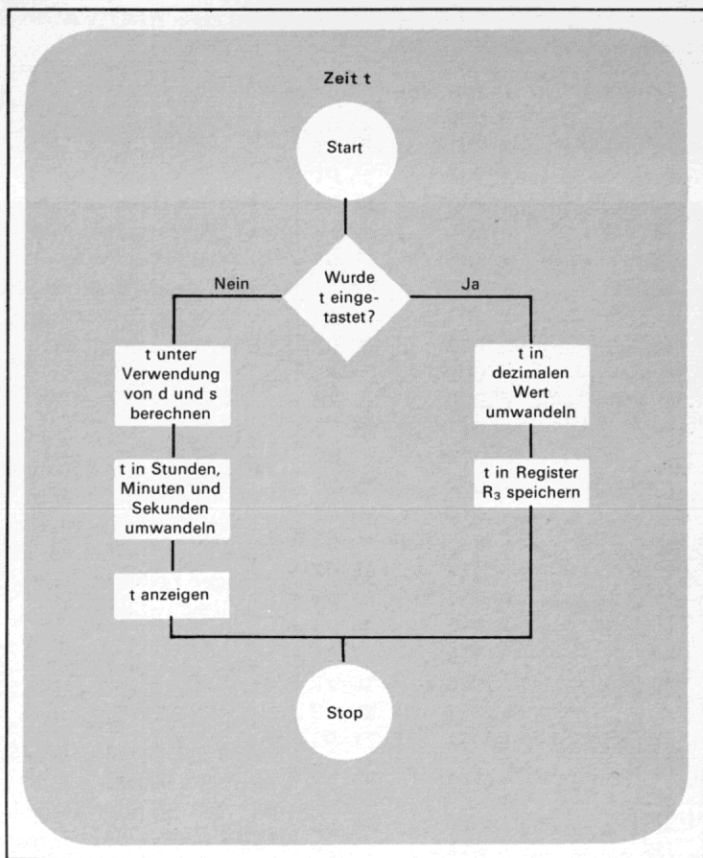 Zeit t
Start
Wurde
t einge-
tastet?
Nein
Ja
t unter
Verwendung
von d und s
berechnen
t in Stunden,
Minuten und
Sekunden
umwandeln
t anzeigen
t in
dezimalen
Wert
umwandeln
t in Register
R₃ speichern
Stop